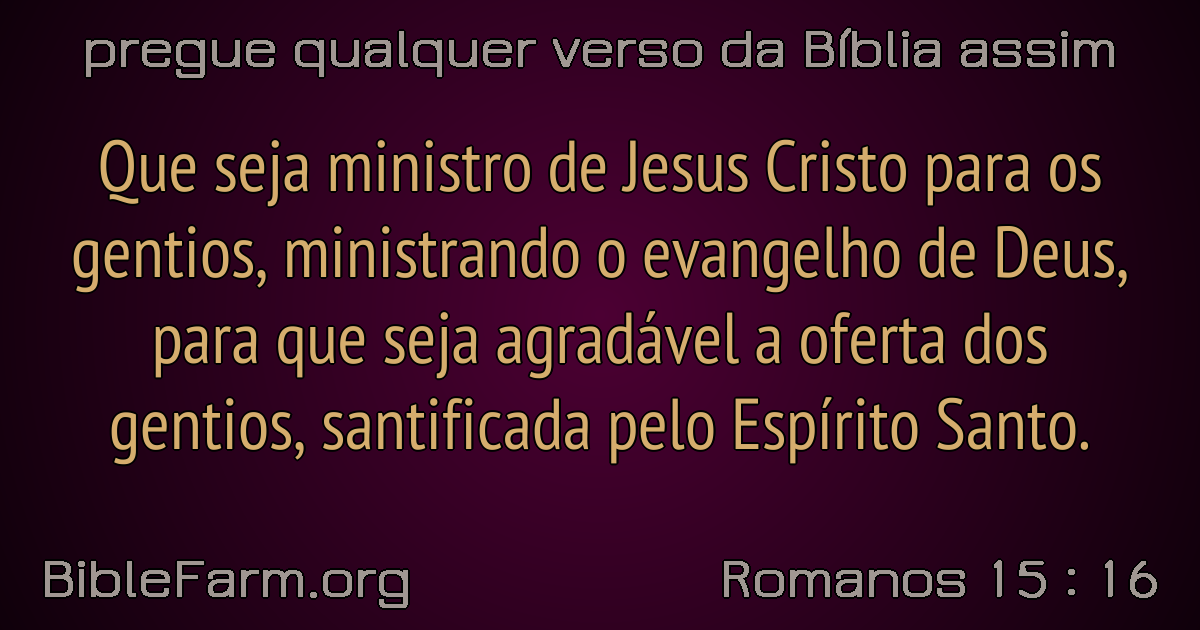 pregue qualquer verso da Bíblia assim
Que seja ministro de Jesus Cristo para os
gentios, ministrando o evangelho de Deus,
para que seja agradável a oferta dos
gentios, santificada pelo Espírito Santo.
BibleFarm.org
Romanos 15 : 16